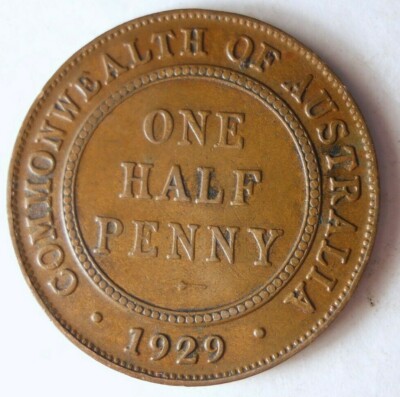 COMMONWEALTH OF AUSTRALIA
ONE
HALF
PENNY
· 1929 ·